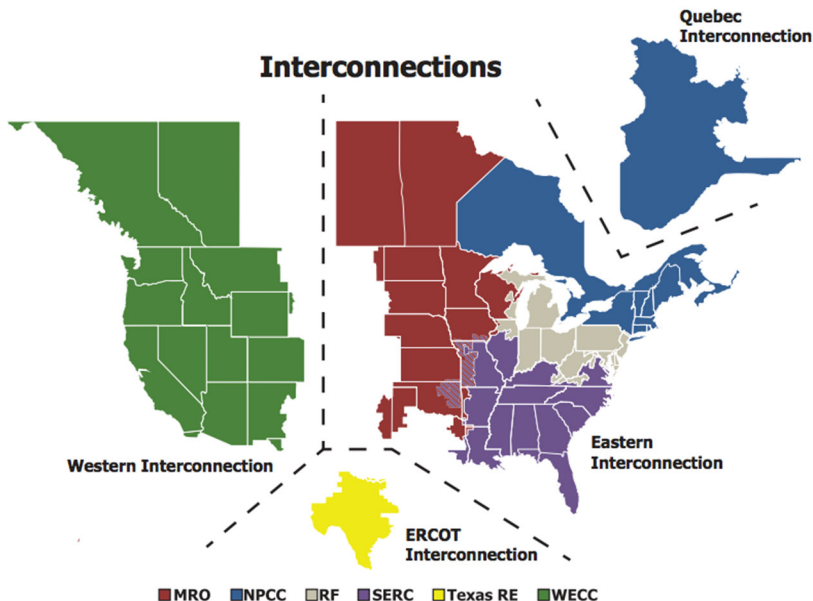 Quebec
Interconnection
Interconnections
Western Interconnection
Eastern
Interconnection
ERCOT
Interconnection
MRO NPCC RF SERC Texas RE WECC